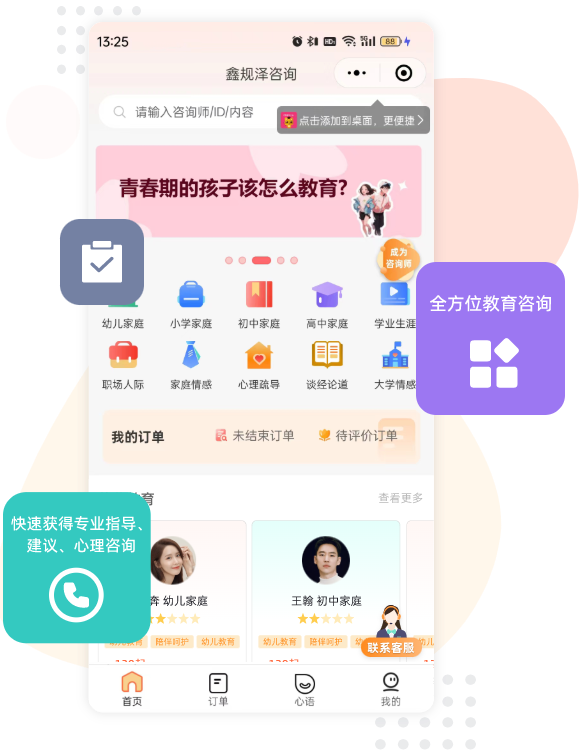 13:25
5G
88
鑫规泽咨询
请输入咨询师/ID/内容
点击添加到桌面，更便捷
青春期的孩子该怎么教育?
成为
咨询师
全方位教育咨询
幼儿家庭
小学家庭
初中家庭
高中家庭
学业生涯
职场人际
家庭情感
心理疏导
谈经论道
大学情感
我的订单
未结束订单
待评价订单
快速获得专业指导、
建议、心理咨询
育
查看更多
幼儿家庭
王翰 初中家庭
幼儿教育
陪伴呵护
幼儿教育
幼儿教育
陪伴呵护
联系客服
首页
订单
心语
我的